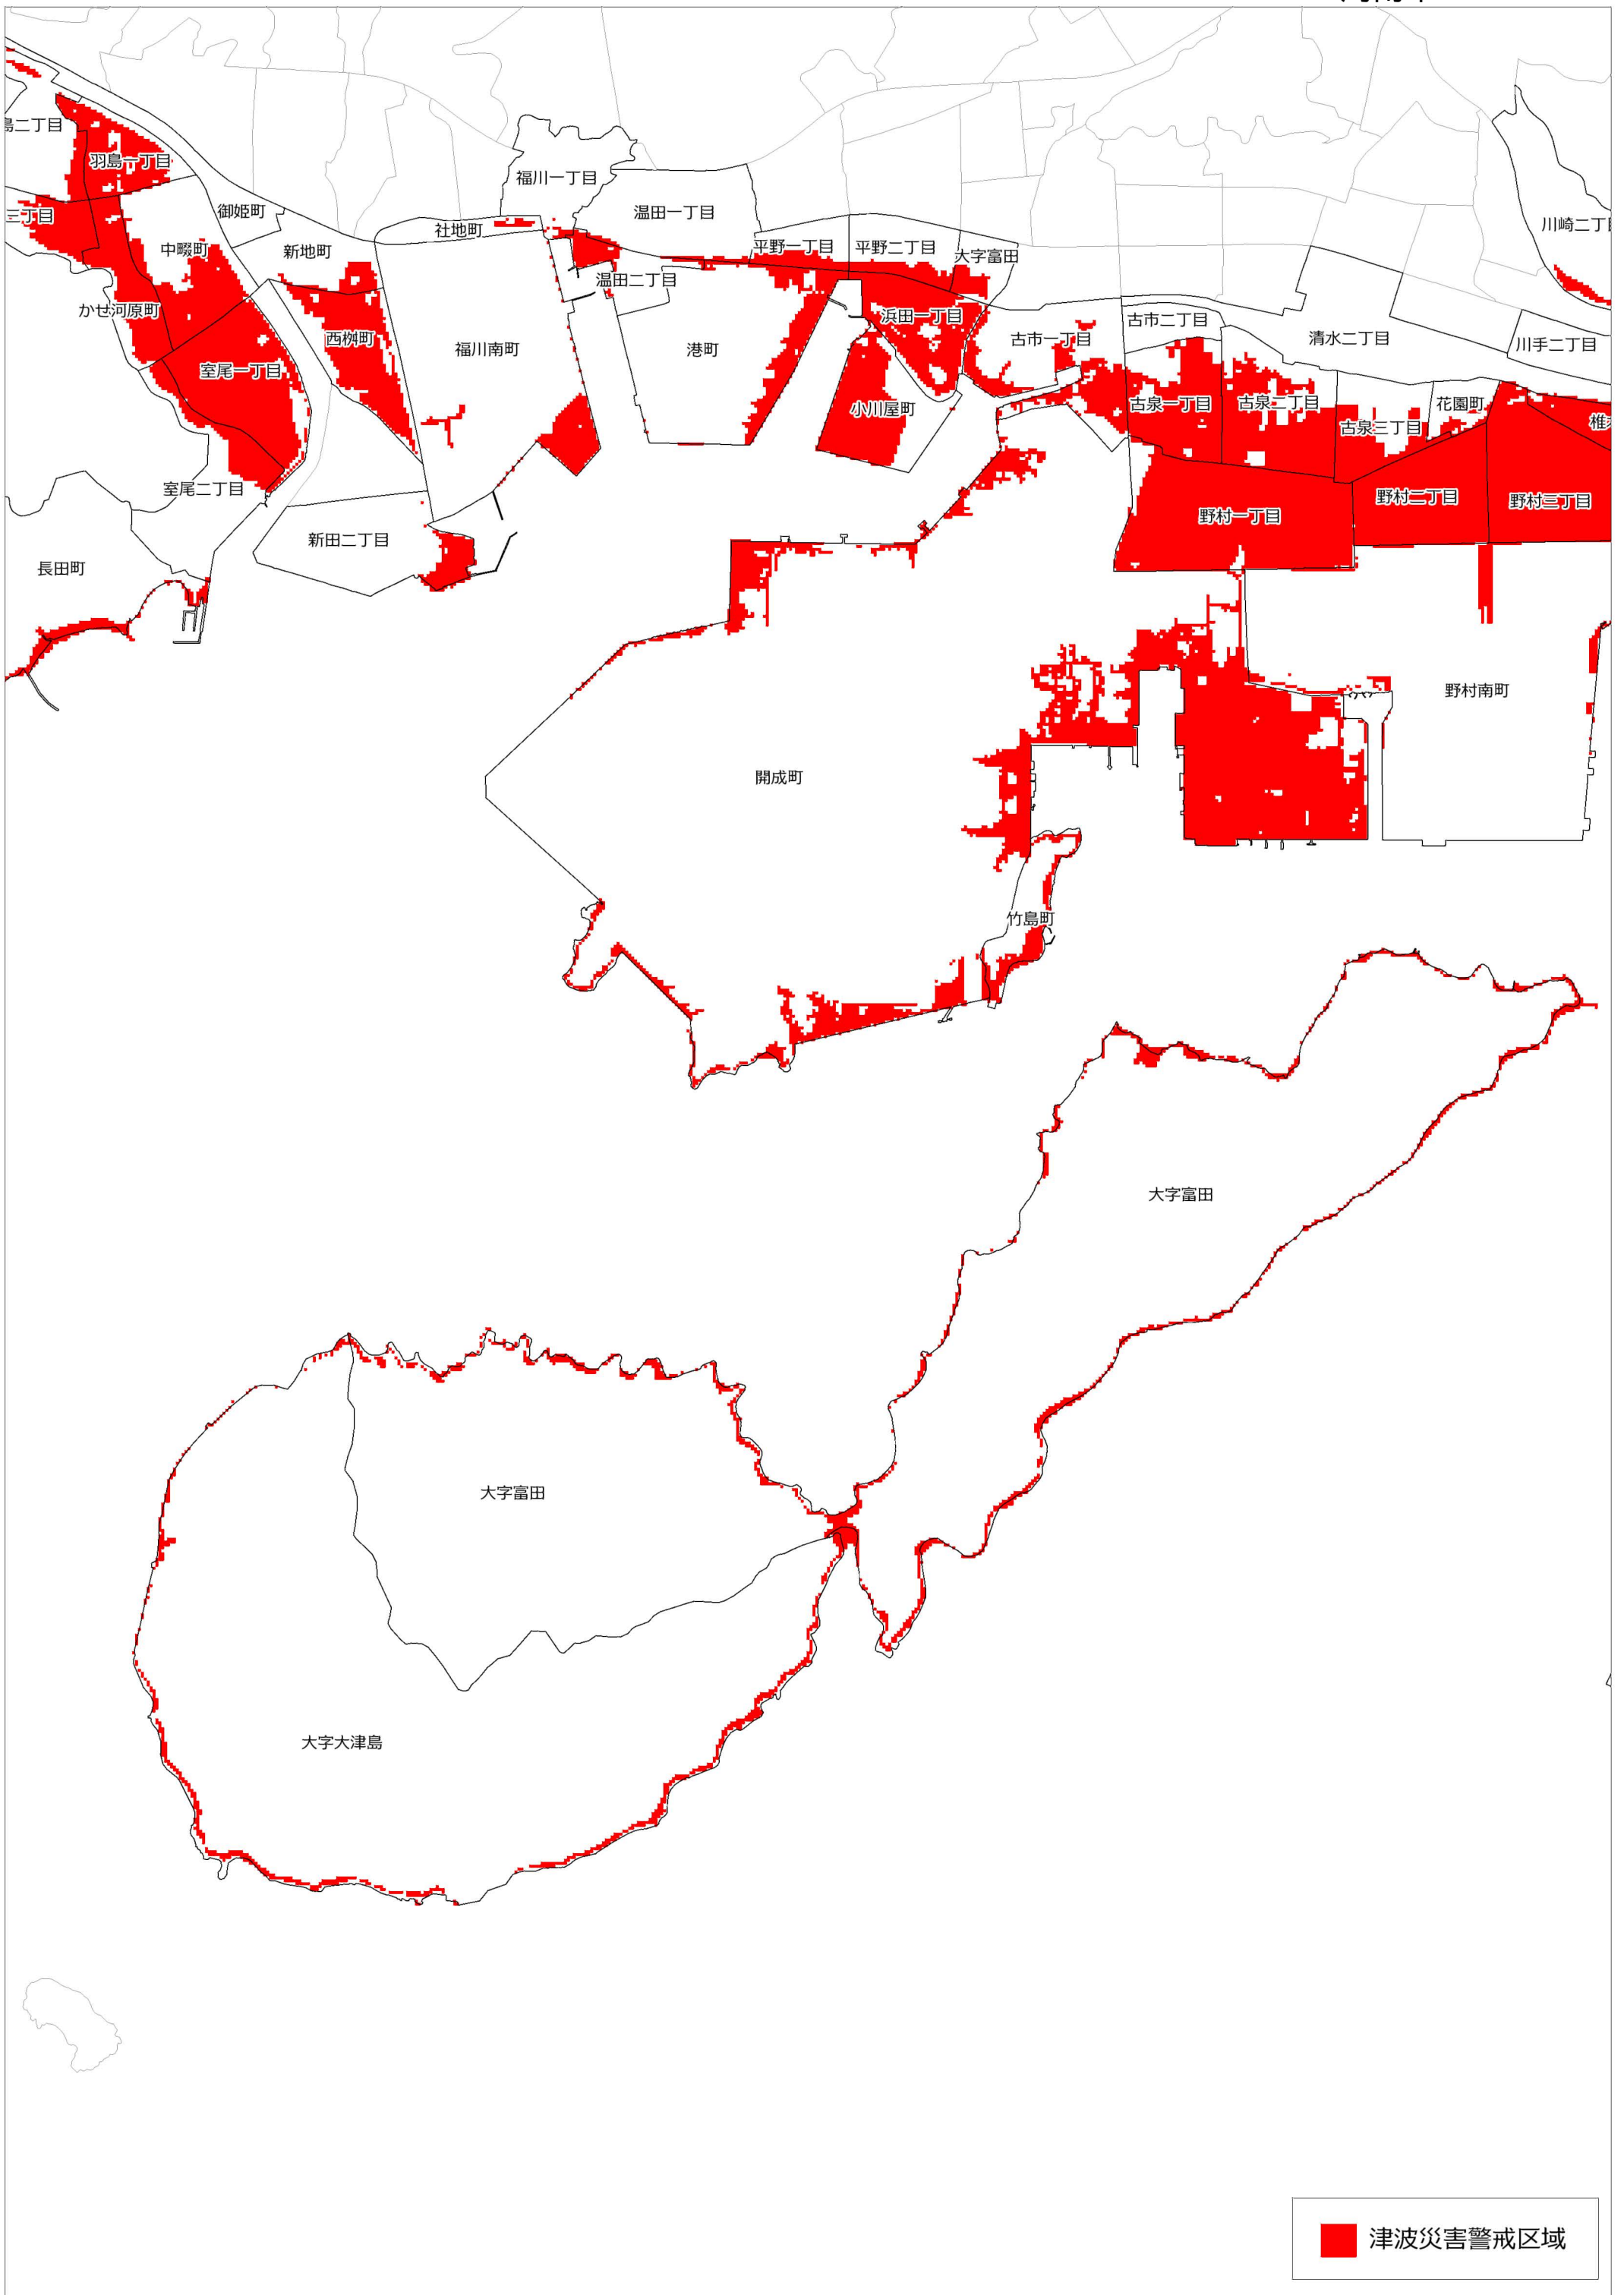 島二丁目
羽島一丁目
三丁目
御姫町
中畷町
新地町
かせ河原町
西桝町
室尾一丁目
室尾二丁目
長田町
新田二丁目
福川一丁目
社地町
福川南町
温田一丁目
温田二丁目
港町
平野一丁目
平野二丁目
大字富田
浜田一丁目
小川屋町
古市一丁目
古市二丁目
清水二丁目
川崎二丁目
川手二丁目
古泉一丁目
古泉二丁目
古泉三丁目
花園町
野村一丁目
野村二丁目
野村三丁目
野村南町
開成町
竹島町
大字富田
大字富田
大字大津島
津波災害警戒区域